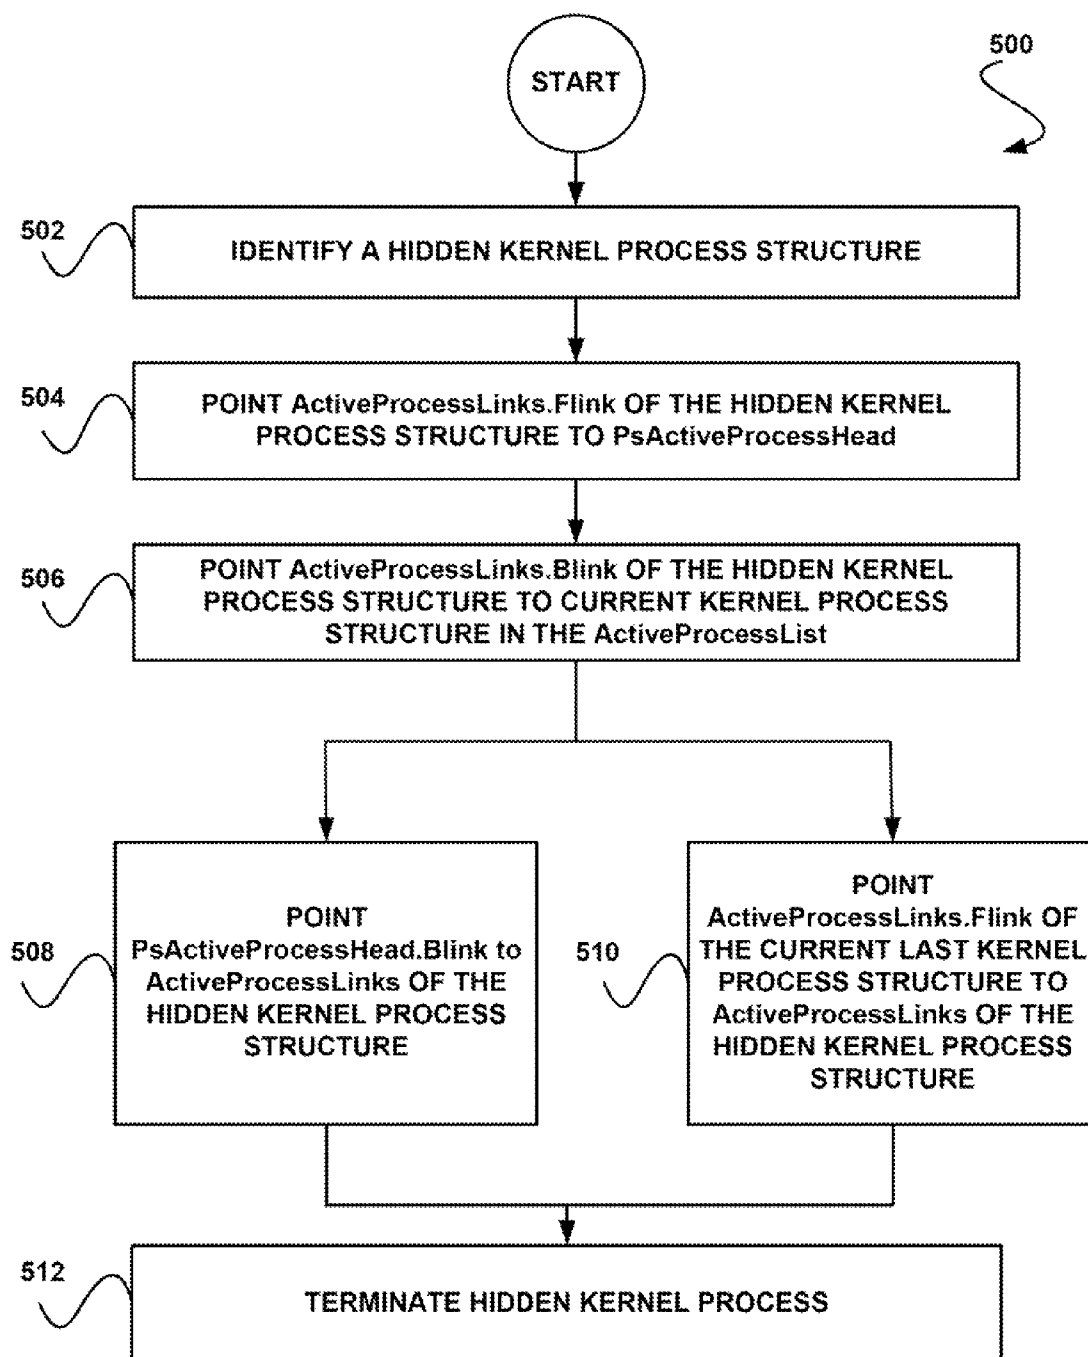 START
500
502
IDENTIFY A HIDDEN KERNEL PROCESS STRUCTURE
504
POINT ActiveProcessLinks.Flink OF THE HIDDEN KERNEL
PROCESS STRUCTURE TO PsActiveProcessHead
506
POINT ActiveProcessLinks.Blink OF THE HIDDEN KERNEL
PROCESS STRUCTURE TO CURRENT KERNEL PROCESS
STRUCTURE IN THE ActiveProcessList
508
POINT
PsActiveProcessHead.Blink to
ActiveProcessLinks OF THE
HIDDEN KERNEL PROCESS
STRUCTURE
510
POINT
ActiveProcessLinks.Flink OF
THE CURRENT LAST KERNEL
PROCESS STRUCTURE TO
ActiveProcessLinks OF THE
HIDDEN KERNEL PROCESS
STRUCTURE
512
TERMINATE HIDDEN KERNEL PROCESS